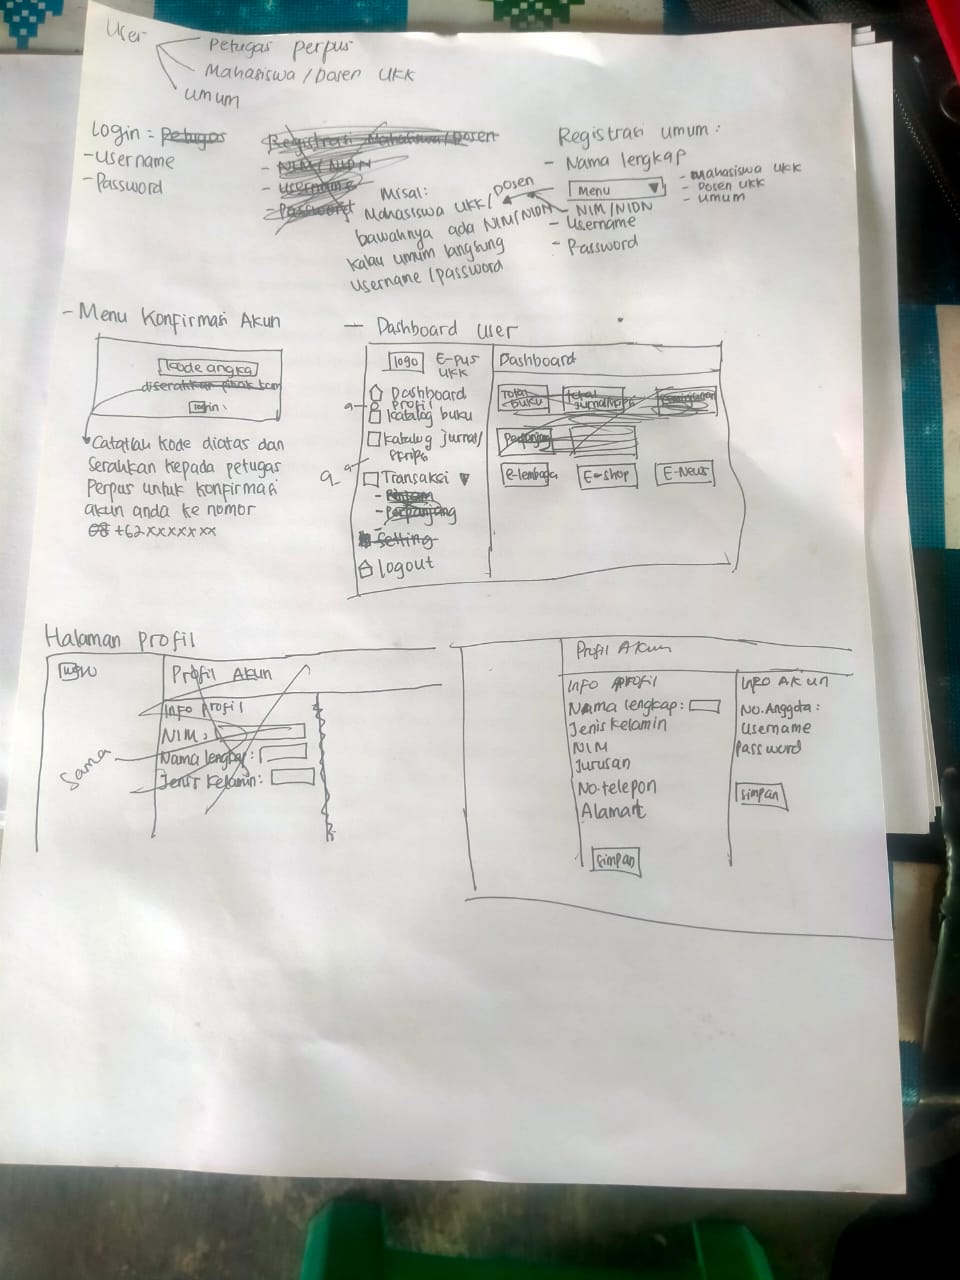 User
Petugas perpus
Mahasiswa/Dosen UKK
Umum
Login = Petugas
- Username
- Password
Registrasi Mahasiswa/Dosen
- NIM/NIDN
- Username
- Password
Misal:
Mahasiswa UKK/Dosen
bawahnya ada NIM/NIDN
kalau umum langsung
Username/password
Registrasi umum:
- Nama lengkap
Menu ▼
- Mahasiswa UKK
- Dosen UKK
- Umum
NIM/NIDN
- Username
- Password
- Menu Konfirmasi Akun
Kode angka
diserahkan pihak
login:
Catatlah kode diatas dan
Serahkan kepada petugas
Perpus untuk konfirmasi
akun anda ke nomor
08 +62xxxxxxx
- Dashboard user
logo
E-pus
UKK
Dashboard
Profil
Katalog buku
Katalog jurnal/
Transaksi ▼
- Pinjam
- Perpanjang
Setting
Logout
Dashboard
Total
buku
total
Perpanjang
E-lembaga
E-shop
E-News
Halaman Profil
Profil Akun
Info profil
NIM:
Nama lengkap:
Jenis Kelamin:
Sama
Profil Akun
Info profil
Nama lengkap:
Jenis Kelamin
NIM
Jurusan
No.telepon
Alamat
Simpan
Info Akun
No.Anggota:
Username
Password
Simpan